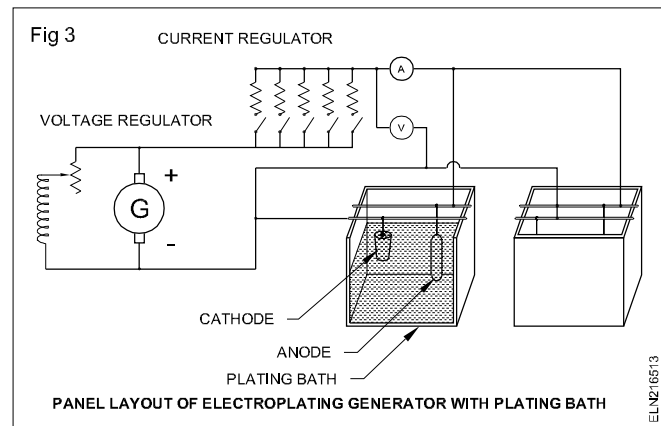 Fig 3
CURRENT REGULATOR
A
VOLTAGE REGULATOR
V
+
G
-
CATHODE
ANODE
PLATING BATH
PANEL LAYOUT OF ELECTROPLATING GENERATOR WITH PLATING BATH
ELN216513